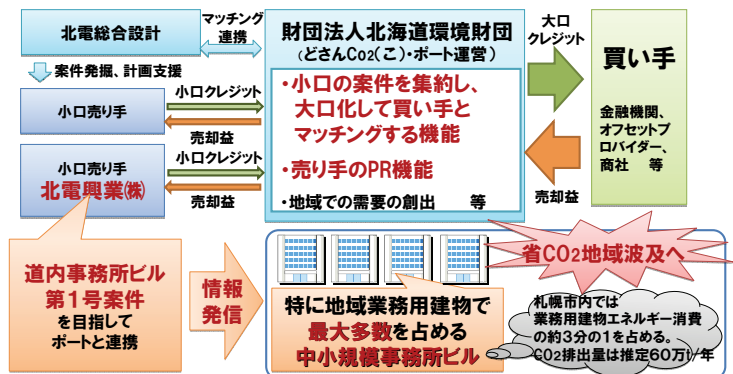 北電総合設計
マッチング
連携
財団法人北海道環境財団
(どさんCO2(こ)・ポート運営)
大口
クレジット
買い手
案件発掘、計画支援
小口売り手
小口クレジット
売却益
・小口の案件を集約し、
大口化して買い手と
マッチングする機能
・売り手のPR機能
・地域での需要の創出 等
金融機関、
オフセットプ
ロバイダー、
商社 等
売却益
小口売り手
北電興業㈱
小口クレジット
売却益
道内事務所ビル
第1号案件
を目指して
ポートと連携
情報
発信
省CO2地域波及へ
特に地域業務用建物で
最大多数を占める
中小規模事務所ビル
札幌市内では
業務用建物エネルギー消費
の約3分の1を占める。
CO2排出量は推定60万t/年